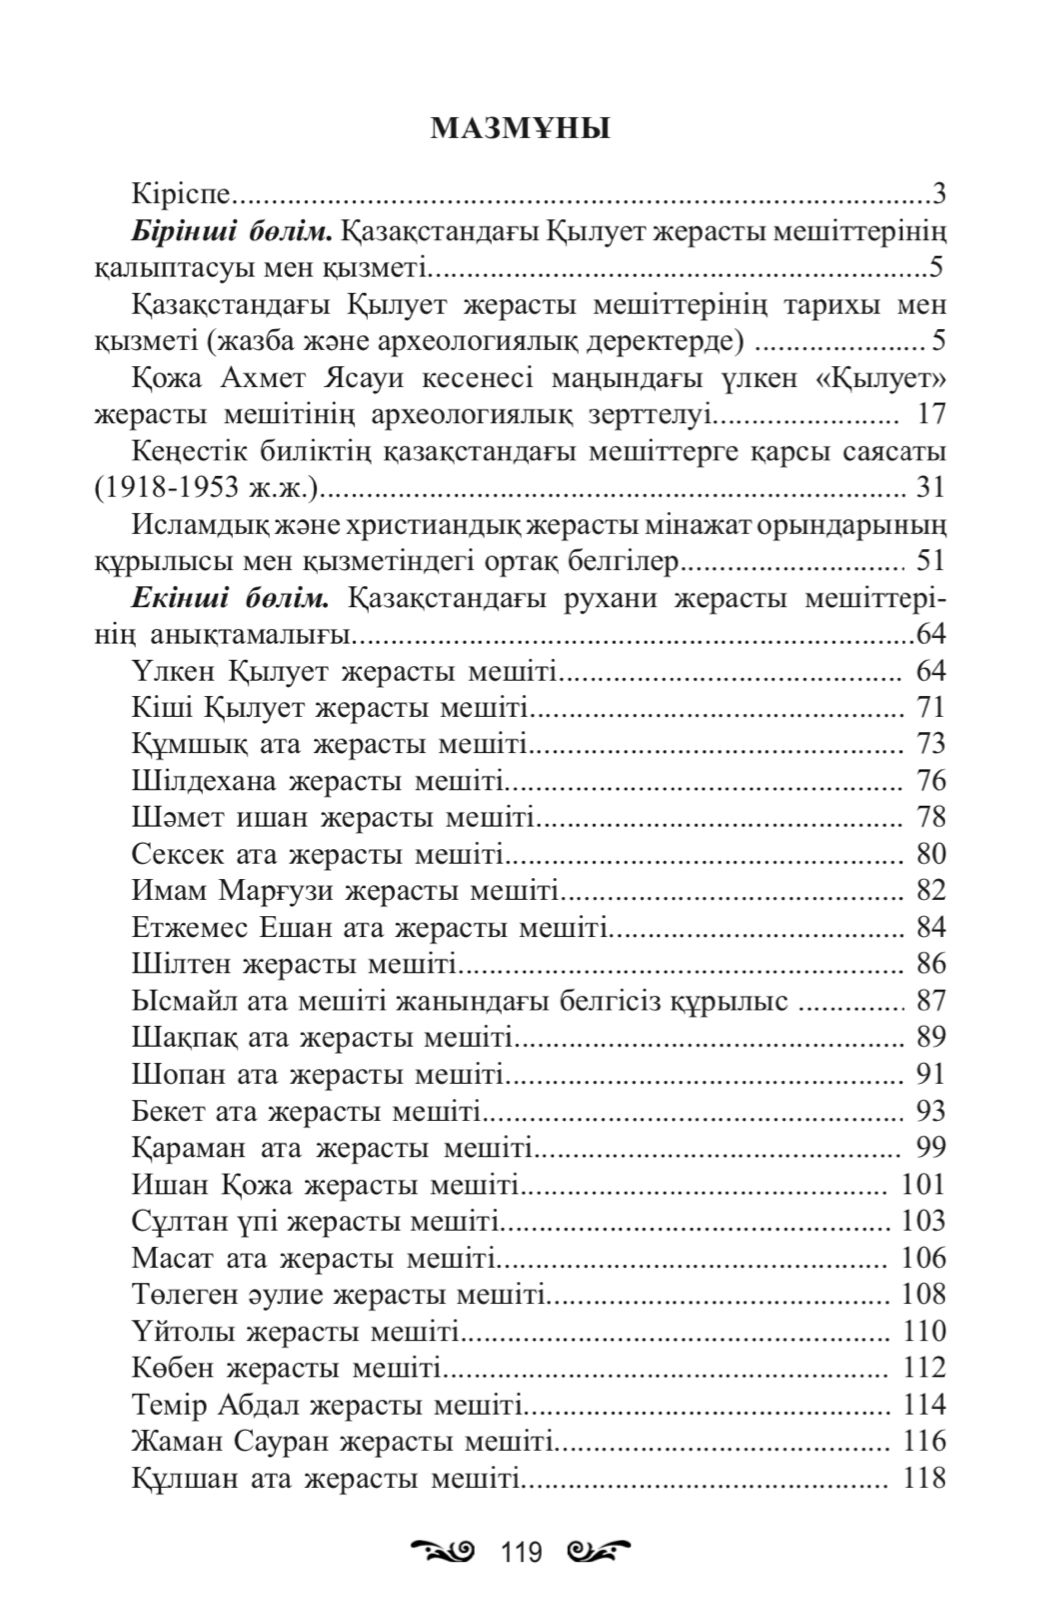 МАЗМҰНЫ
Кіріспе..........................................................................................3
Бірінші бөлім. Қазақстандағы Қылует жерасты мешіттерінің
қалыптасуы мен қызметі................................................................5
Қазақстандағы Қылует жерасты мешіттерінің тарихы мен
қызметі (жазба және археологиялық деректерде) ...................... 5
Қожа Ахмет Ясауи кесенесі маңындағы үлкен «Қылует»
жерасты мешітінің археологиялық зерттелуі........................ 17
Кеңестік биліктің қазақстандағы мешіттерге қарсы саясаты
(1918-1953 ж.ж.)........................................................................... 31
Исламдық және христиандық жерасты мінажат орындарының
құрылысы мен қызметіндегі ортақ белгілер............................. 51
Екінші бөлім. Қазақстандағы рухани жерасты мешіттері-
нің анықтамалығы........................................................................64
Үлкен Қылует жерасты мешіті............................................ 64
Кіші Қылует жерасты мешіті................................................ 71
Құмшық ата жерасты мешіті................................................ 73
Шілдехана жерасты мешіті................................................... 76
Шәмет ишан жерасты мешіті............................................... 78
Сексек ата жерасты мешіті................................................... 80
Имам Марғузи жерасты мешіті............................................ 82
Етжемес Ешан ата жерасты мешіті...................................... 84
Шілтен жерасты мешіті......................................................... 86
Ысмайл ата мешіті жанындағы белгісіз құрылыс .............. 87
Шақпақ ата жерасты мешіті.................................................. 89
Шопан ата жерасты мешіті................................................... 91
Бекет ата жерасты мешіті...................................................... 93
Қараман ата жерасты мешіті............................................... 99
Ишан Қожа жерасты мешіті............................................... 101
Сұлтан үпі жерасты мешіті.................................................. 103
Масат ата жерасты мешіті.................................................. 106
Төлеген әулие жерасты мешіті............................................ 108
Үйтолы жерасты мешіті....................................................... 110
Көбен жерасты мешіті......................................................... 112
Темір Абдал жерасты мешіті............................................... 114
Жаман Сауран жерасты мешіті........................................... 116
Құлшан ата жерасты мешіті............................................... 118
119